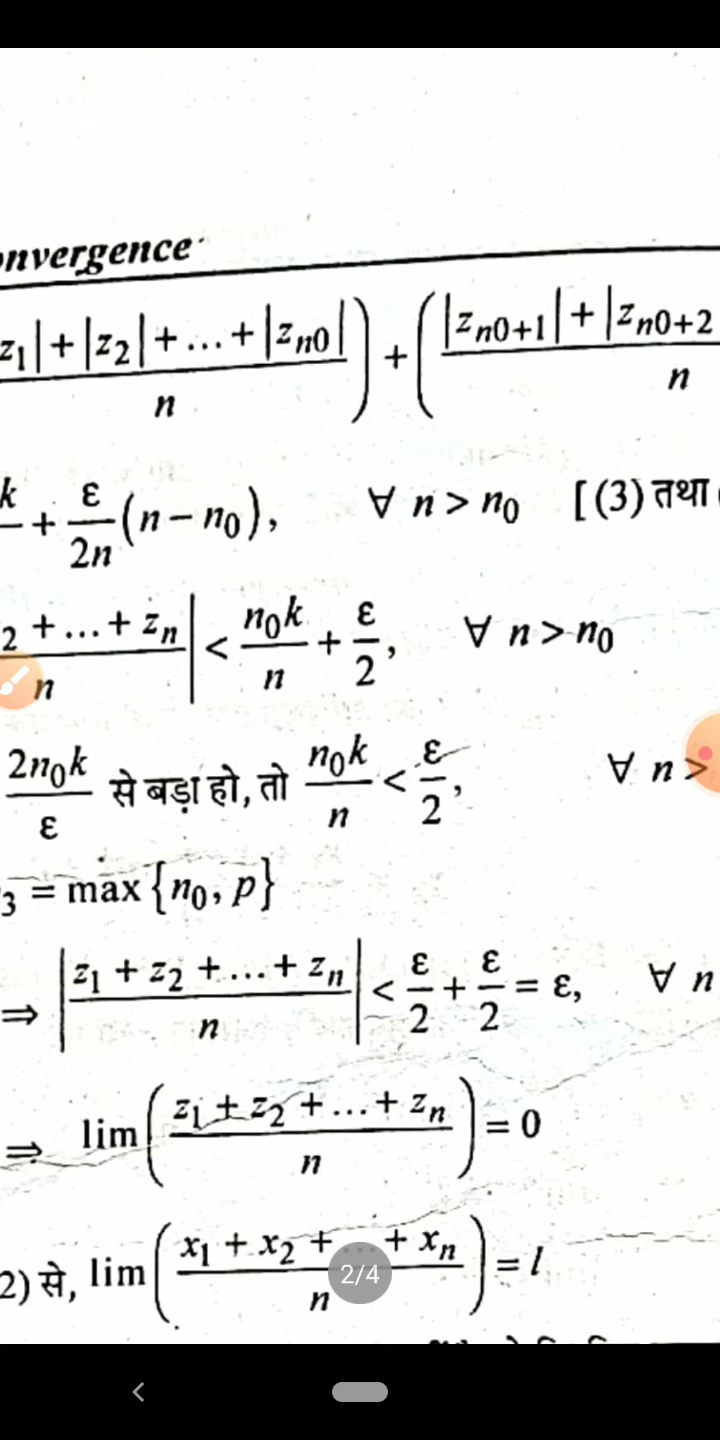 onvergence
z₁| + |z₂| + ... + |zn0| / n) + (|zn0+1| + |zn0+2 / n
k + ε/2n (n − n₀), ∀ n > n₀ [(3) तथा
₂ + ... + zn / n| < n₀k/n + ε/2, ∀ n > n₀
2n₀k/ε से बड़ा हो, तो n₀k/n < ε/2, ∀ n >
₃ = max {n₀, p}
⇒ |z₁ + z₂ + ... + zn / n| < ε/2 + ε/2 = ε, ∀ n
⇒ lim (z₁ + z₂ + ... + zn / n) = 0
2) से, lim (x₁ + x₂ + ... + xn / n) = l
2/4